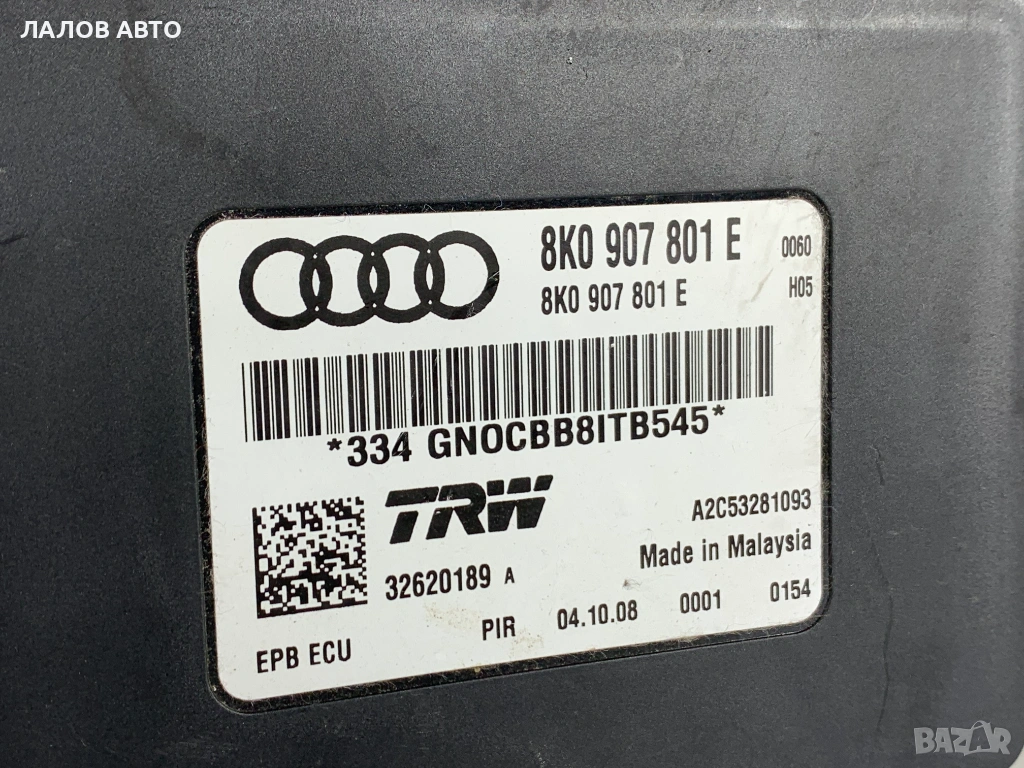 ЛАЛОВ АВТО
8K0 907 801 E 0060
8K0 907 801 E H05
*334 GNOCBB8ITB545*
TRW
A2C53281093
32620189 A
Made in Malaysia
EPB ECU PIR 04.10.08 0001 0154
BAZAR